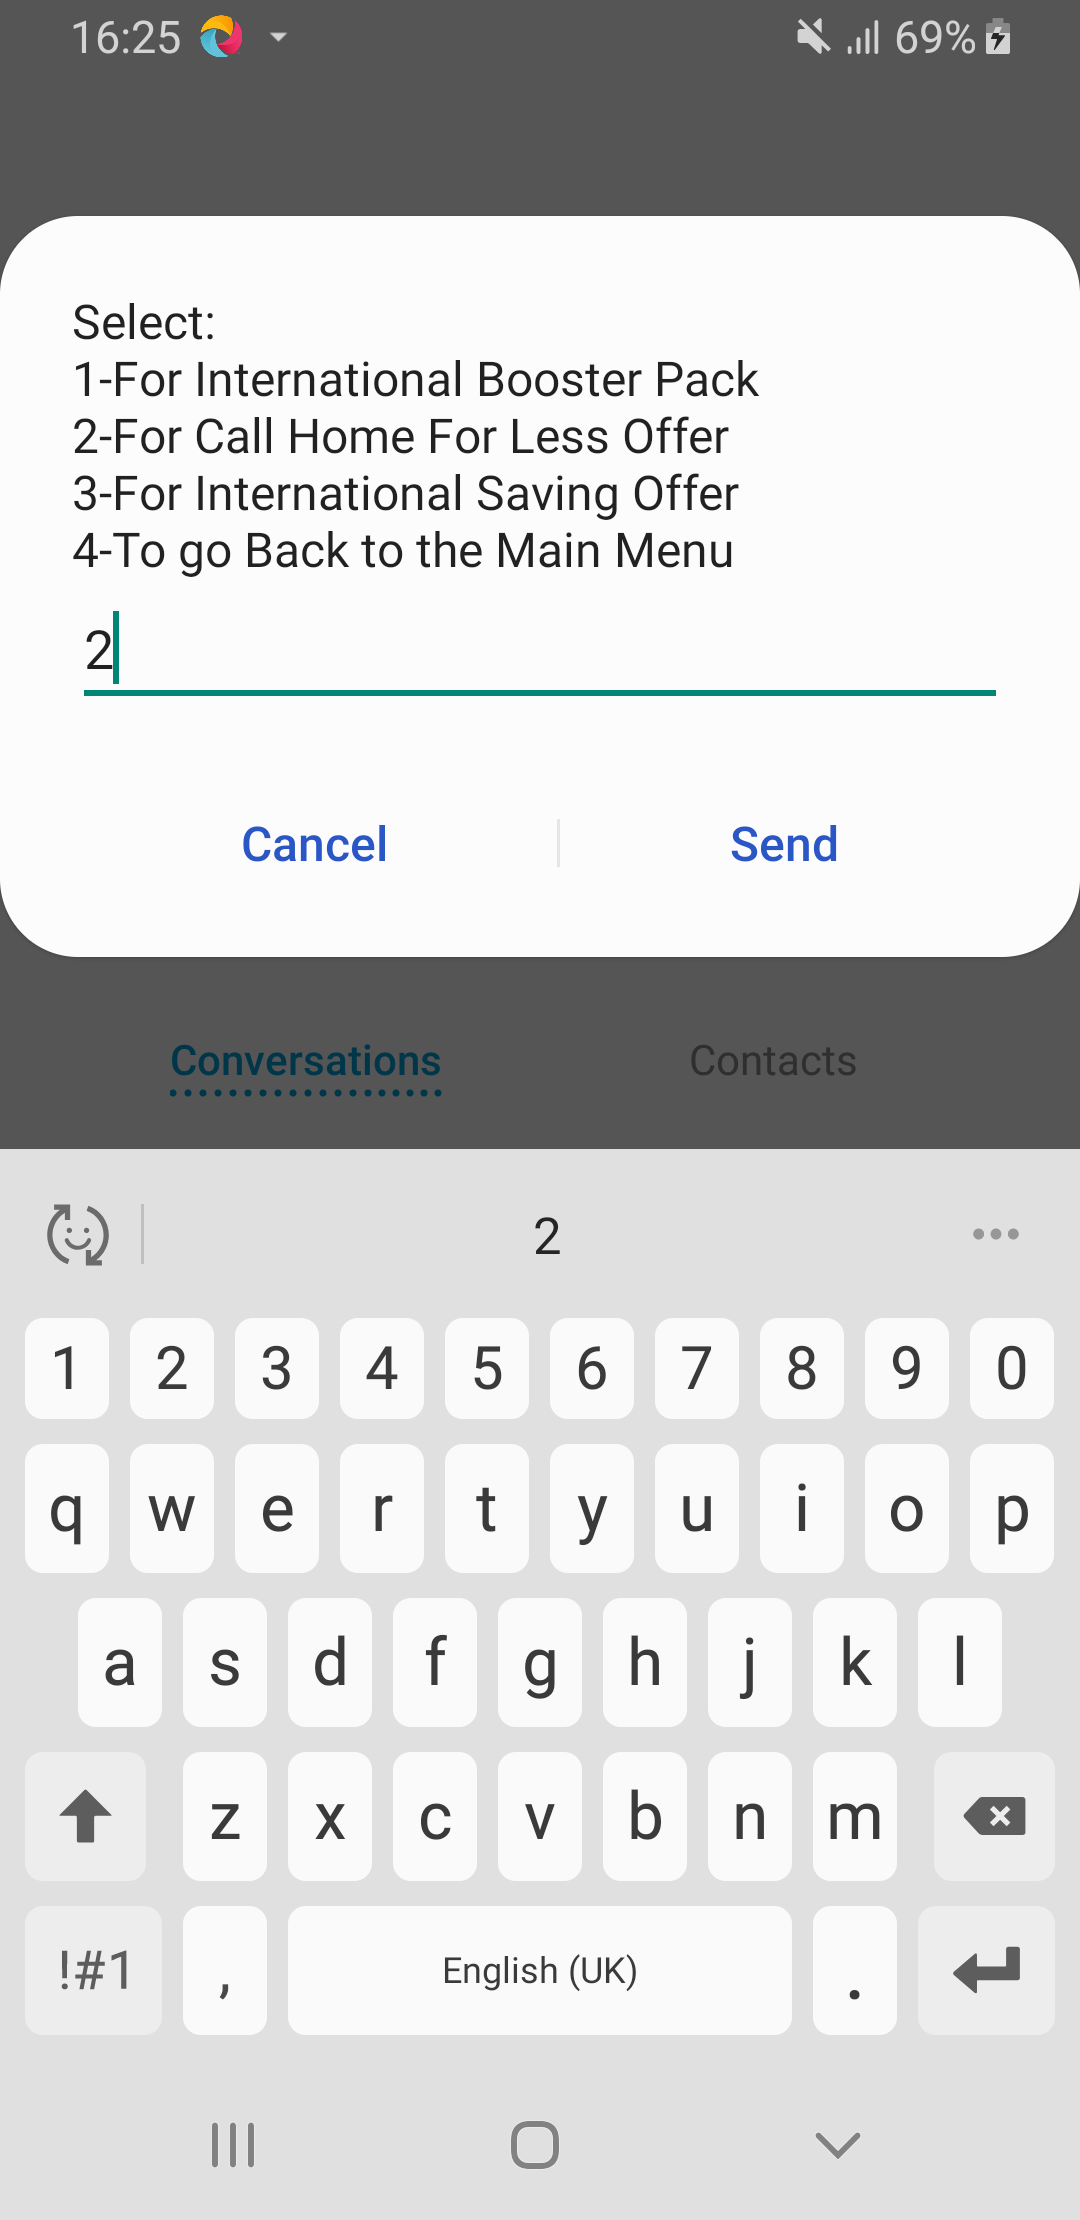 16:25
69%
Select:
1-For International Booster Pack
2-For Call Home For Less Offer
3-For International Saving Offer
4-To go Back to the Main Menu
2
Cancel
Send
Conversations
Contacts
2
1 2 3 4 5 6 7 8 9 0
q w e r t y u i o p
a s d f g h j k l
z x c v b n m
!#1 , English (UK) .